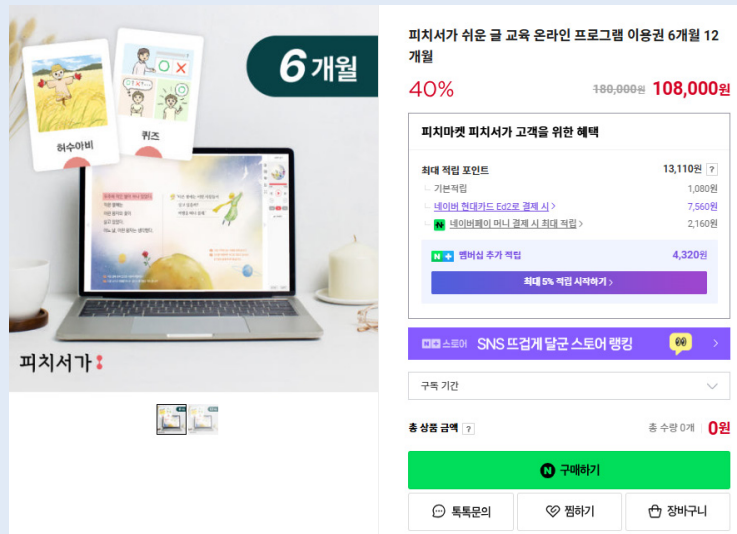 6개월
허수아비
퀴즈
피치서가
피치서가 쉬운 글 교육 온라인 프로그램 이용권 6개월 12
개월
40% 180,000원 108,000원
피치마켓 피치서가 고객을 위한 혜택
최대 적립 포인트 13,110원 ?
기본적립 1,080원
네이버 현대카드 Ed2로 결제 시 7,560원
네이버페이 머니 결제 시 최대 적립 2,160원
N + 멤버십 추가 적립 4,320원
최대 5% 적립 시작하기
N+스토어 SNS 뜨겁게 달군 스토어 랭킹
구독 기간
총 상품 금액 ? 총 수량 0개 0원
N 구매하기
톡톡문의 찜하기 장바구니